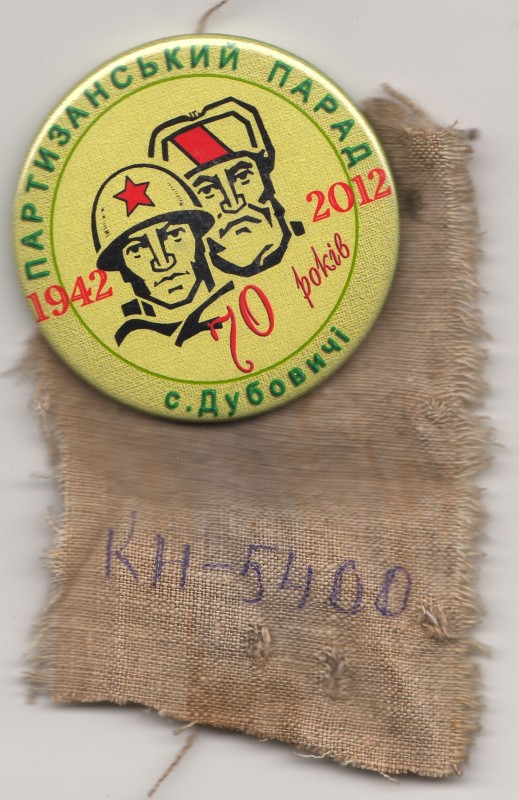 ПАРТИЗАНСЬКИЙ ПАРАД
1942
2012
70 років
с.Дубовичі
КН-5400